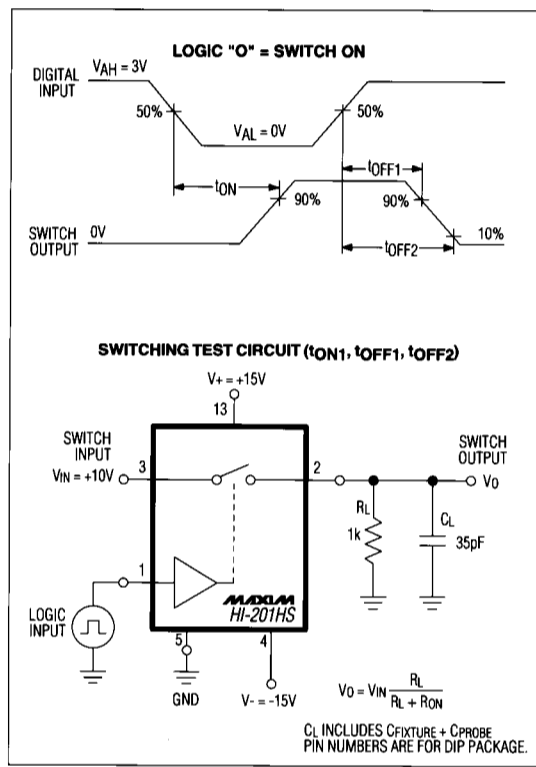 LOGIC "O" = SWITCH ON
DIGITAL
INPUT
VAH = 3V
50%
VAL = 0V
50%
tON
tOFF1
90%
90%
SWITCH
OUTPUT
0V
tOFF2
10%
SWITCHING TEST CIRCUIT (tON1, tOFF1, tOFF2)
V+ = +15V
13
SWITCH
INPUT
VIN = +10V
3
2
SWITCH
OUTPUT
VO
RL
1k
CL
35pF
1
LOGIC
INPUT
MAXIM
HI-201HS
5
4
GND
V- = -15V
VO = VIN RL
RL + RON
CL INCLUDES CFIXTURE + CPROBE
PIN NUMBERS ARE FOR DIP PACKAGE.